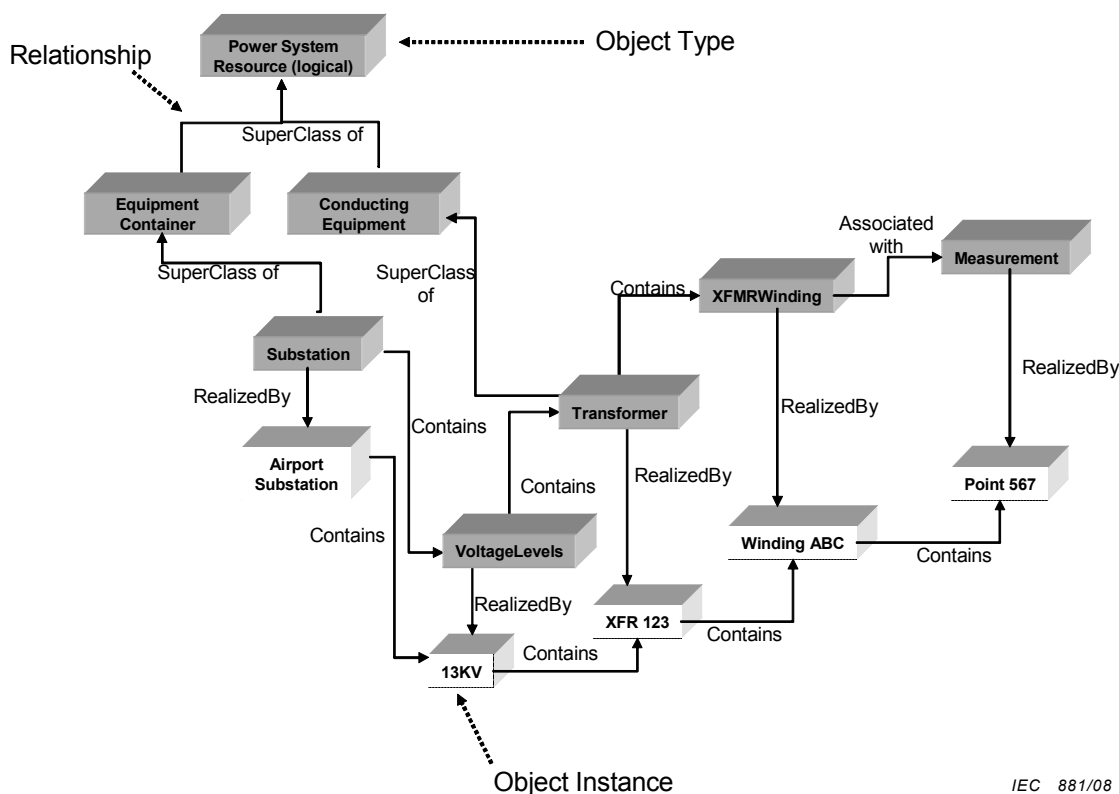 Relationship
Power System
Resource (logical)
Object Type
SuperClass of
Equipment
Container
Conducting
Equipment
Associated
with
Measurement
SuperClass of
SuperClass
of
Contains
XFMRWinding
Substation
RealizedBy
RealizedBy
Contains
Transformer
RealizedBy
Airport
Substation
RealizedBy
Point 567
Contains
Contains
VoltageLevels
Winding ABC
Contains
RealizedBy
XFR 123
Contains
13KV
Contains
Object Instance
IEC 881/08